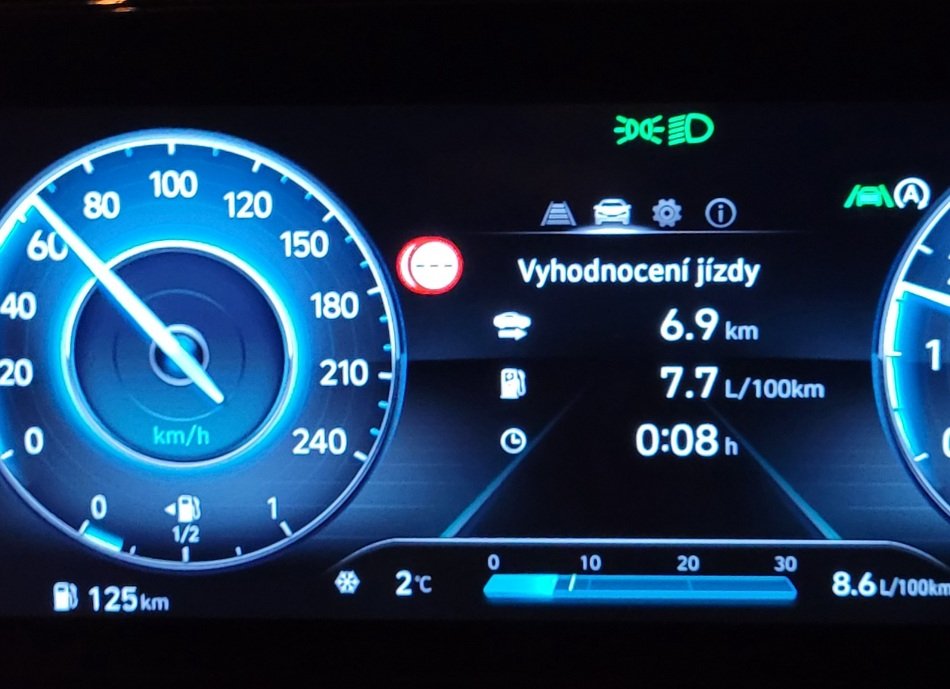 100
80
120
A
60
150
i
Vyhodnocení jízdy
---
40
180
6.9 km
20
210
7.7 L/100km
1
0
km/h
240
0:08 h
0
1
1/2
0 10 20 30
125 km
2°C
8.6 L/100km